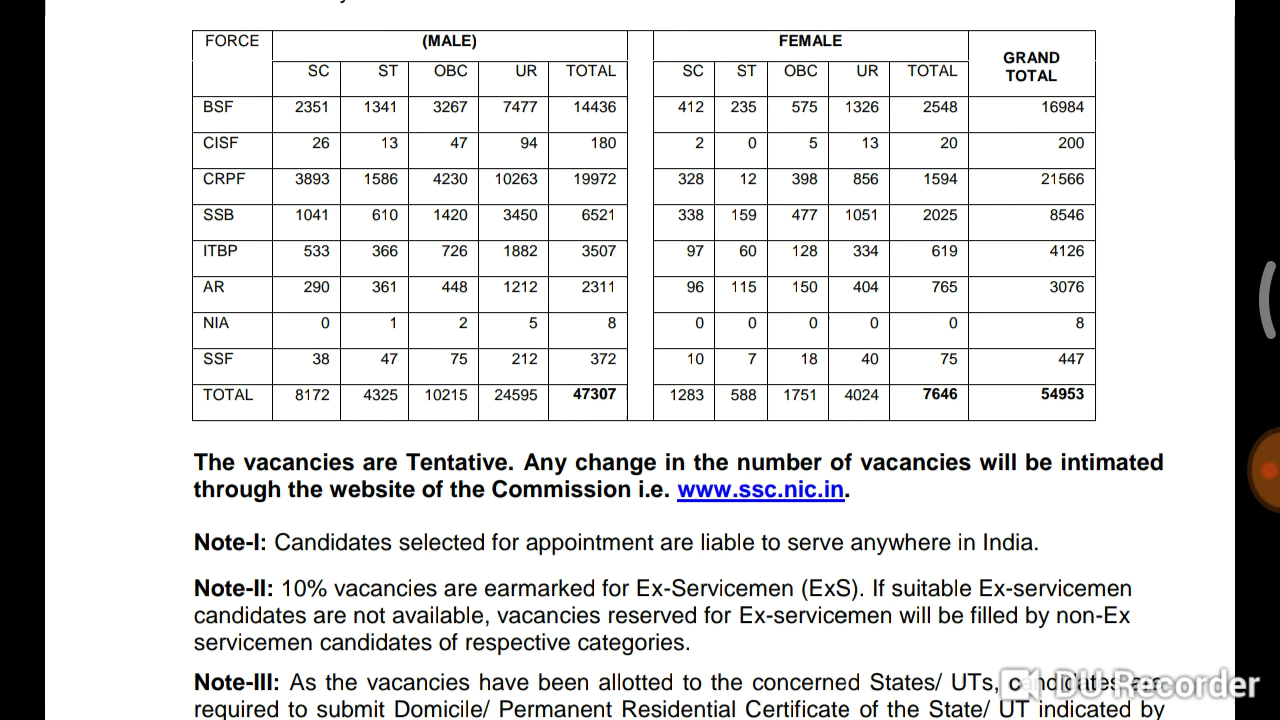 FORCE (MALE) FEMALE GRAND TOTAL
SC ST OBC UR TOTAL SC ST OBC UR TOTAL
BSF 2351 1341 3267 7477 14436 412 235 575 1326 2548 16984
CISF 26 13 47 94 180 2 0 5 13 20 200
CRPF 3893 1586 4230 10263 19972 328 12 398 856 1594 21566
SSB 1041 610 1420 3450 6521 338 159 477 1051 2025 8546
ITBP 533 366 726 1882 3507 97 60 128 334 619 4126
AR 290 361 448 1212 2311 96 115 150 404 765 3076
NIA 0 1 2 5 8 0 0 0 0 0 8
SSF 38 47 75 212 372 10 7 18 40 75 447
TOTAL 8172 4325 10215 24595 47307 1283 588 1751 4024 7646 54953
The vacancies are Tentative. Any change in the number of vacancies will be intimated
through the website of the Commission i.e. www.ssc.nic.in.
Note-I: Candidates selected for appointment are liable to serve anywhere in India.
Note-II: 10% vacancies are earmarked for Ex-Servicemen (ExS). If suitable Ex-servicemen
candidates are not available, vacancies reserved for Ex-servicemen will be filled by non-Ex
servicemen candidates of respective categories.
Note-III: As the vacancies have been allotted to the concerned States/ UTs, candidates are
required to submit Domicile/ Permanent Residential Certificate of the State/ UT indicated by
DU Recorder